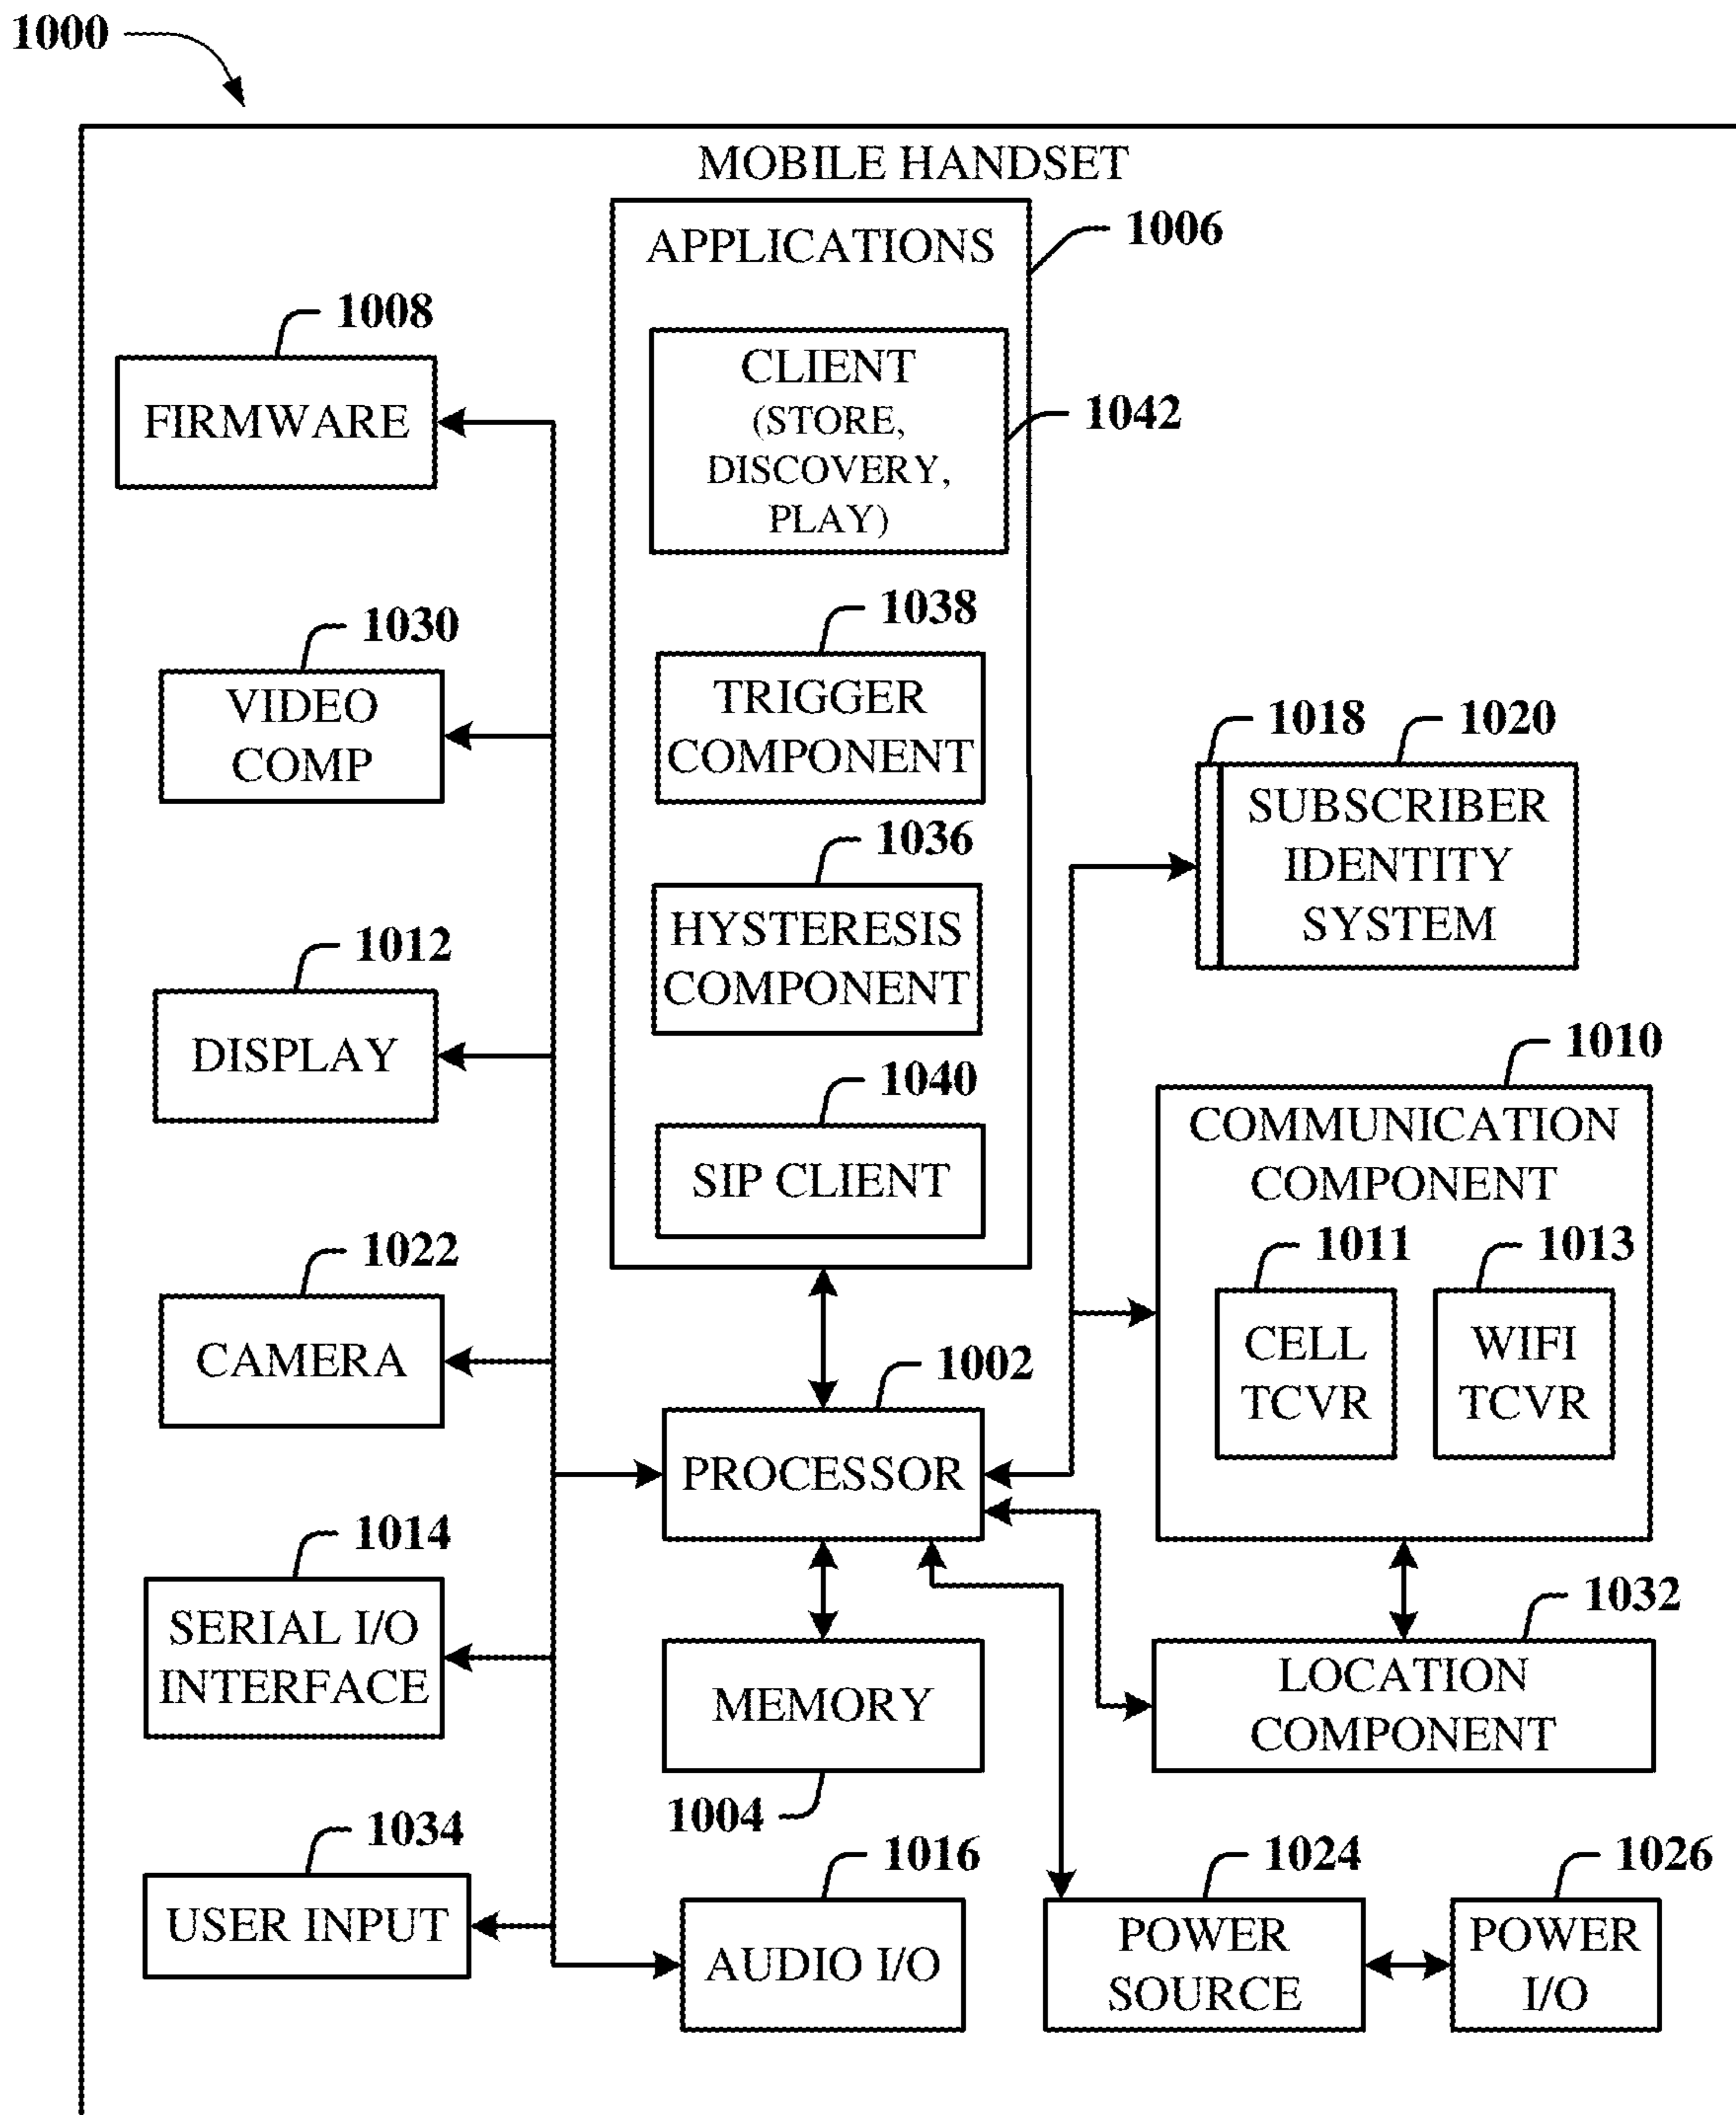 1000
MOBILE HANDSET
APPLICATIONS
1006
CLIENT
(STORE,
DISCOVERY,
PLAY)
1042
1008
FIRMWARE
1038
TRIGGER
COMPONENT
1030
VIDEO
COMP
1018
1020
SUBSCRIBER
IDENTITY
SYSTEM
1036
HYSTERESIS
COMPONENT
1012
DISPLAY
1040
SIP CLIENT
1010
COMMUNICATION
COMPONENT
1011
CELL
TCVR
1013
WIFI
TCVR
1022
CAMERA
1002
PROCESSOR
1014
SERIAL I/O
INTERFACE
MEMORY
1004
1032
LOCATION
COMPONENT
1034
USER INPUT
1016
AUDIO I/O
1024
POWER
SOURCE
1026
POWER
I/O